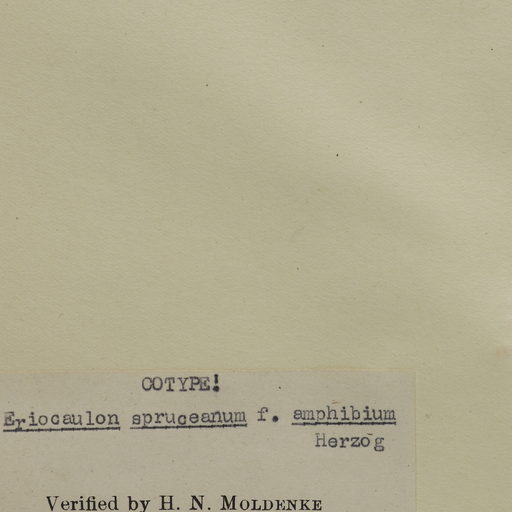 COTYPE!
Eriocaulon spruceanum f. amphibium
Herzog
Verified by H. N. MOLDENKE